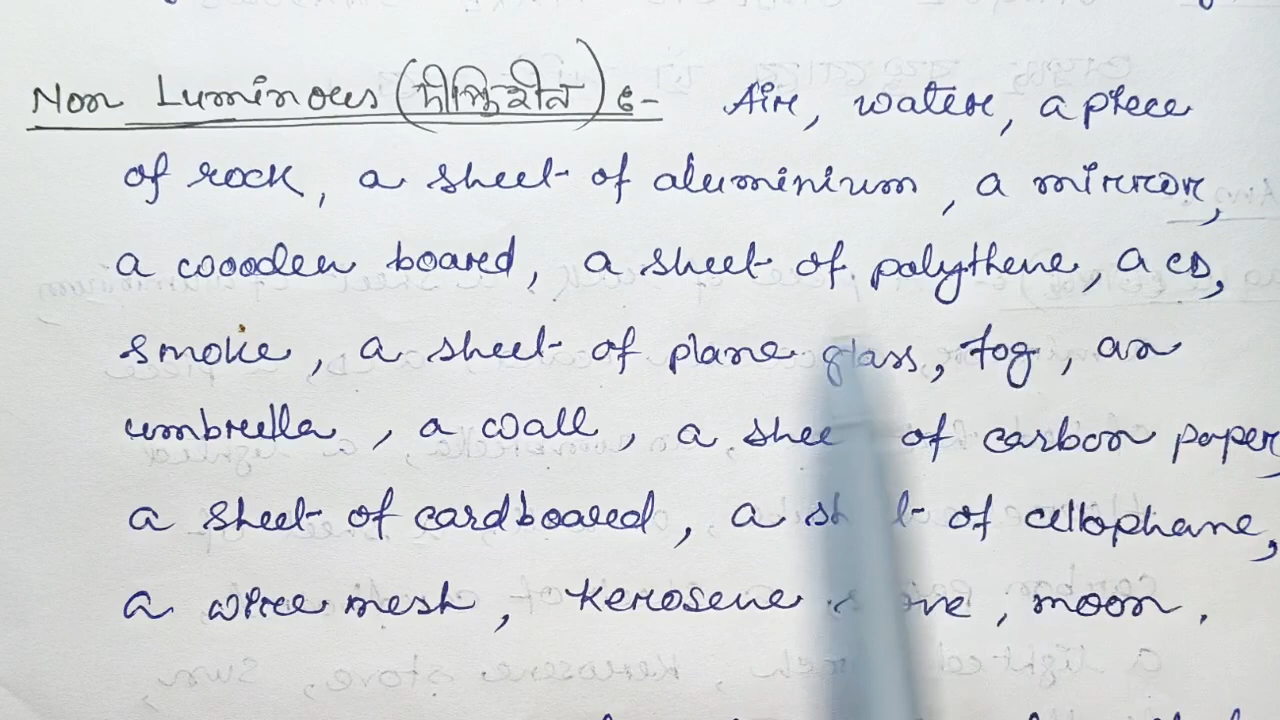 Non Luminous (দীপ্তিহীন) ঃ- Air, water, a piece
of rock, a sheet of aluminium, a mirror,
a wooden board, a sheet of polythene, a CD,
smoke, a sheet of plane glass, fog, an
umbrella, a wall, a shee of carbon paper,
a sheet of cardboard, a sh t of cellophane,
a wire mesh, Kerosene , moon.